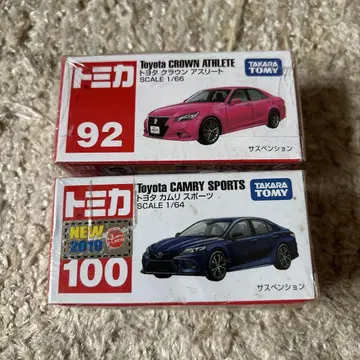 トミカ
92
Toyota CROWN ATHLETE
トヨタ クラウン アスリート
SCALE 1/66
TAKARA TOMY
サスペンション
トミカ
NEW
2019
100
Toyota CAMRY SPORTS
トヨタ カムリ スポーツ
SCALE 1/64
TAKARA TOMY
サスペンション